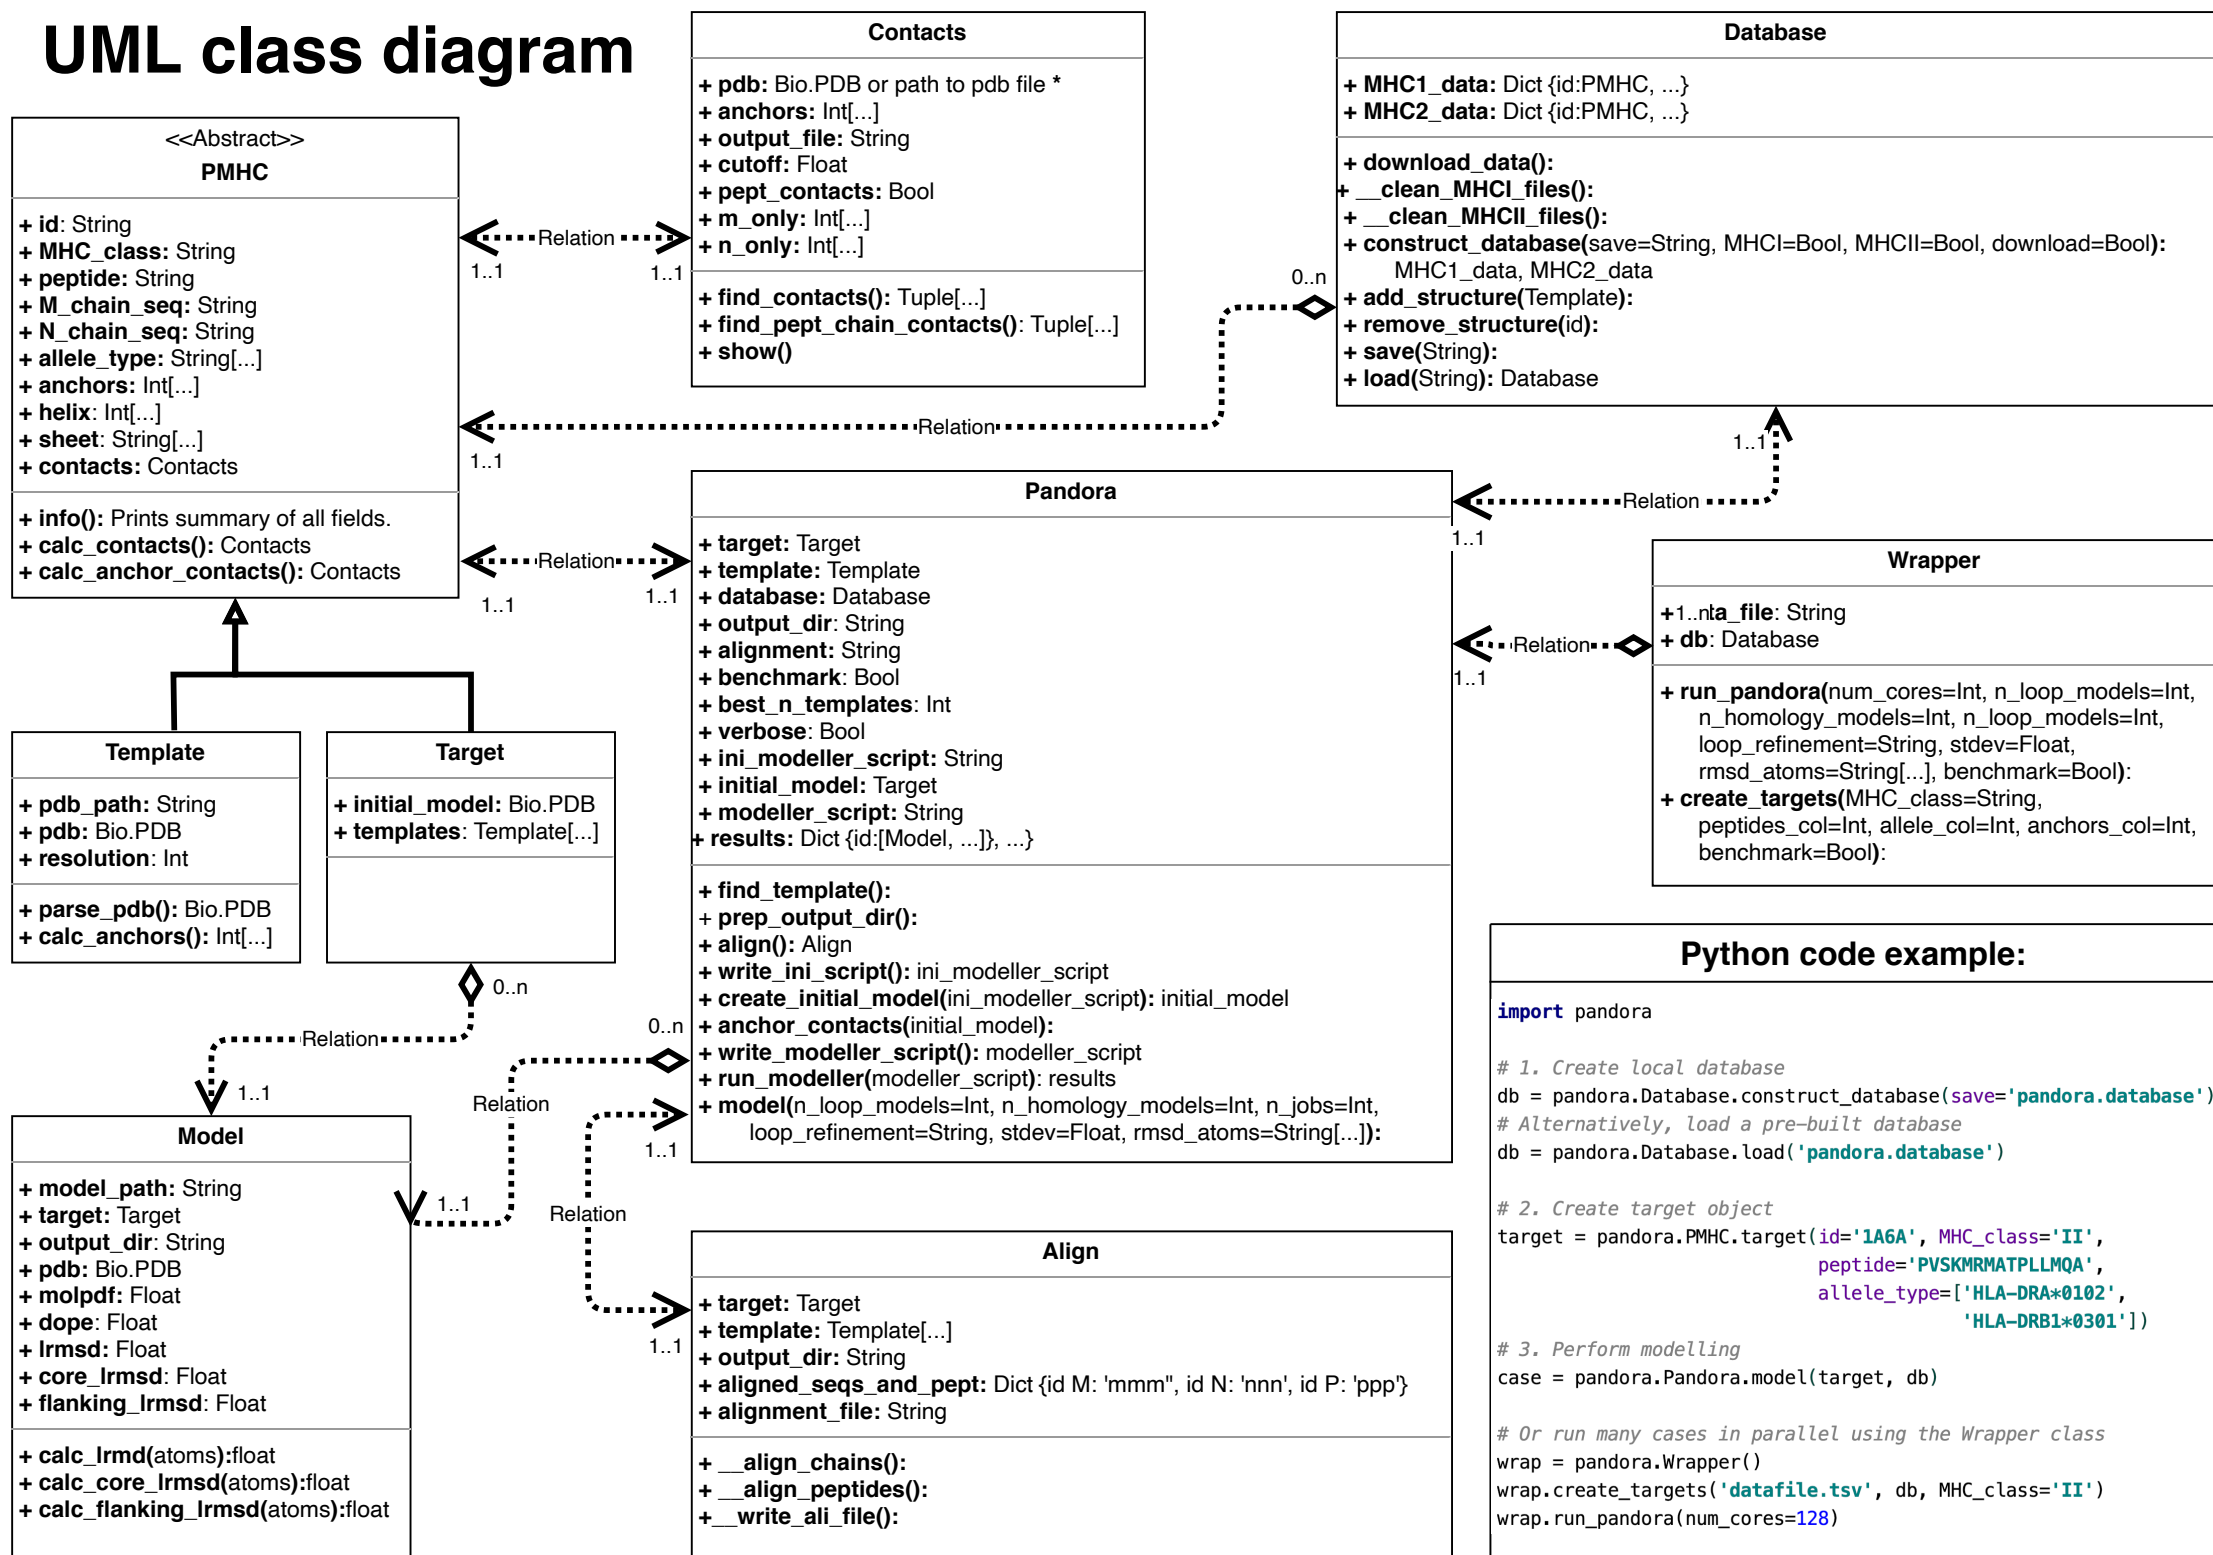 UML class diagram
<<Abstract>>
PMHC
+ id: String
+ MHC_class: String
+ peptide: String
+ M_chain_seq: String
+ N_chain_seq: String
+ allele_type: String[...]
+ anchors: Int[...]
+ helix: Int[...]
+ sheet: String[...]
+ contacts: Contacts
+ info(): Prints summary of all fields.
+ calc_contacts(): Contacts
+ calc_anchor_contacts(): Contacts
Contacts
+ pdb: Bio.PDB or path to pdb file *
+ anchors: Int[...]
+ output_file: String
+ cutoff: Float
+ pept_contacts: Bool
+ m_only: Int[...]
+ n_only: Int[...]
+ find_contacts(): Tuple[...]
+ find_pept_chain_contacts(): Tuple[...]
+ show()
Database
+ MHC1_data: Dict {id:PMHC, ...}
+ MHC2_data: Dict {id:PMHC, ...}
+ download_data():
+ __clean_MHCI_files():
+ __clean_MHCII_files():
+ construct_database(save=String, MHCI=Bool, MHCII=Bool, download=Bool):
MHC1_data, MHC2_data
+ add_structure(Template):
+ remove_structure(id):
+ save(String):
+ load(String): Database
Relation
1..1
1..1
0..n
Relation
1..1
1..1
Relation
1..1
Relation
1..1
1..1
Pandora
+ target: Target
+ template: Template
+ database: Database
+ output_dir: String
+ alignment: String
+ benchmark: Bool
+ best_n_templates: Int
+ verbose: Bool
+ ini_modeller_script: String
+ initial_model: Target
+ modeller_script: String
+ results: Dict {id:[Model, ...]}, ...}
+ find_template():
+ prep_output_dir():
+ align(): Align
+ write_ini_script(): ini_modeller_script
+ create_initial_model(ini_modeller_script): initial_model
+ anchor_contacts(initial_model):
+ write_modeller_script(): modeller_script
+ run_modeller(modeller_script): results
+ model(n_loop_models=Int, n_homology_models=Int, n_jobs=Int,
loop_refinement=String, stdev=Float, rmsd_atoms=String[...]):
Relation
1..1
Wrapper
+1..nta_file: String
+ db: Database
+ run_pandora(num_cores=Int, n_loop_models=Int,
n_homology_models=Int, n_loop_models=Int,
loop_refinement=String, stdev=Float,
rmsd_atoms=String[...], benchmark=Bool):
+ create_targets(MHC_class=String,
peptides_col=Int, allele_col=Int, anchors_col=Int,
benchmark=Bool):
Template
+ pdb_path: String
+ pdb: Bio.PDB
+ resolution: Int
+ parse_pdb(): Bio.PDB
+ calc_anchors(): Int[...]
Target
+ initial_model: Bio.PDB
+ templates: Template[...]
0..n
Relation
1..1
0..n
Relation
1..1
1..1
Relation
1..1
Model
+ model_path: String
+ target: Target
+ output_dir: String
+ pdb: Bio.PDB
+ molpdf: Float
+ dope: Float
+ lrmsd: Float
+ core_lrmsd: Float
+ flanking_lrmsd: Float
+ calc_lrmd(atoms):float
+ calc_core_lrmsd(atoms):float
+ calc_flanking_lrmsd(atoms):float
Align
+ target: Target
+ template: Template[...]
+ output_dir: String
+ aligned_seqs_and_pept: Dict {id M: 'mmm", id N: 'nnn', id P: 'ppp'}
+ alignment_file: String
+ __align_chains():
+ __align_peptides():
+__write_ali_file():
Python code example:
import pandora
# 1. Create local database
db = pandora.Database.construct_database(save='pandora.database')
# Alternatively, load a pre-built database
db = pandora.Database.load('pandora.database')
# 2. Create target object
target = pandora.PMHC.target(id='1A6A', MHC_class='II',
peptide='PVSKMRMATPLLMQA',
allele_type=['HLA-DRA*0102',
'HLA-DRB1*0301'])
# 3. Perform modelling
case = pandora.Pandora.model(target, db)
# Or run many cases in parallel using the Wrapper class
wrap = pandora.Wrapper()
wrap.create_targets('datafile.tsv', db, MHC_class='II')
wrap.run_pandora(num_cores=128)